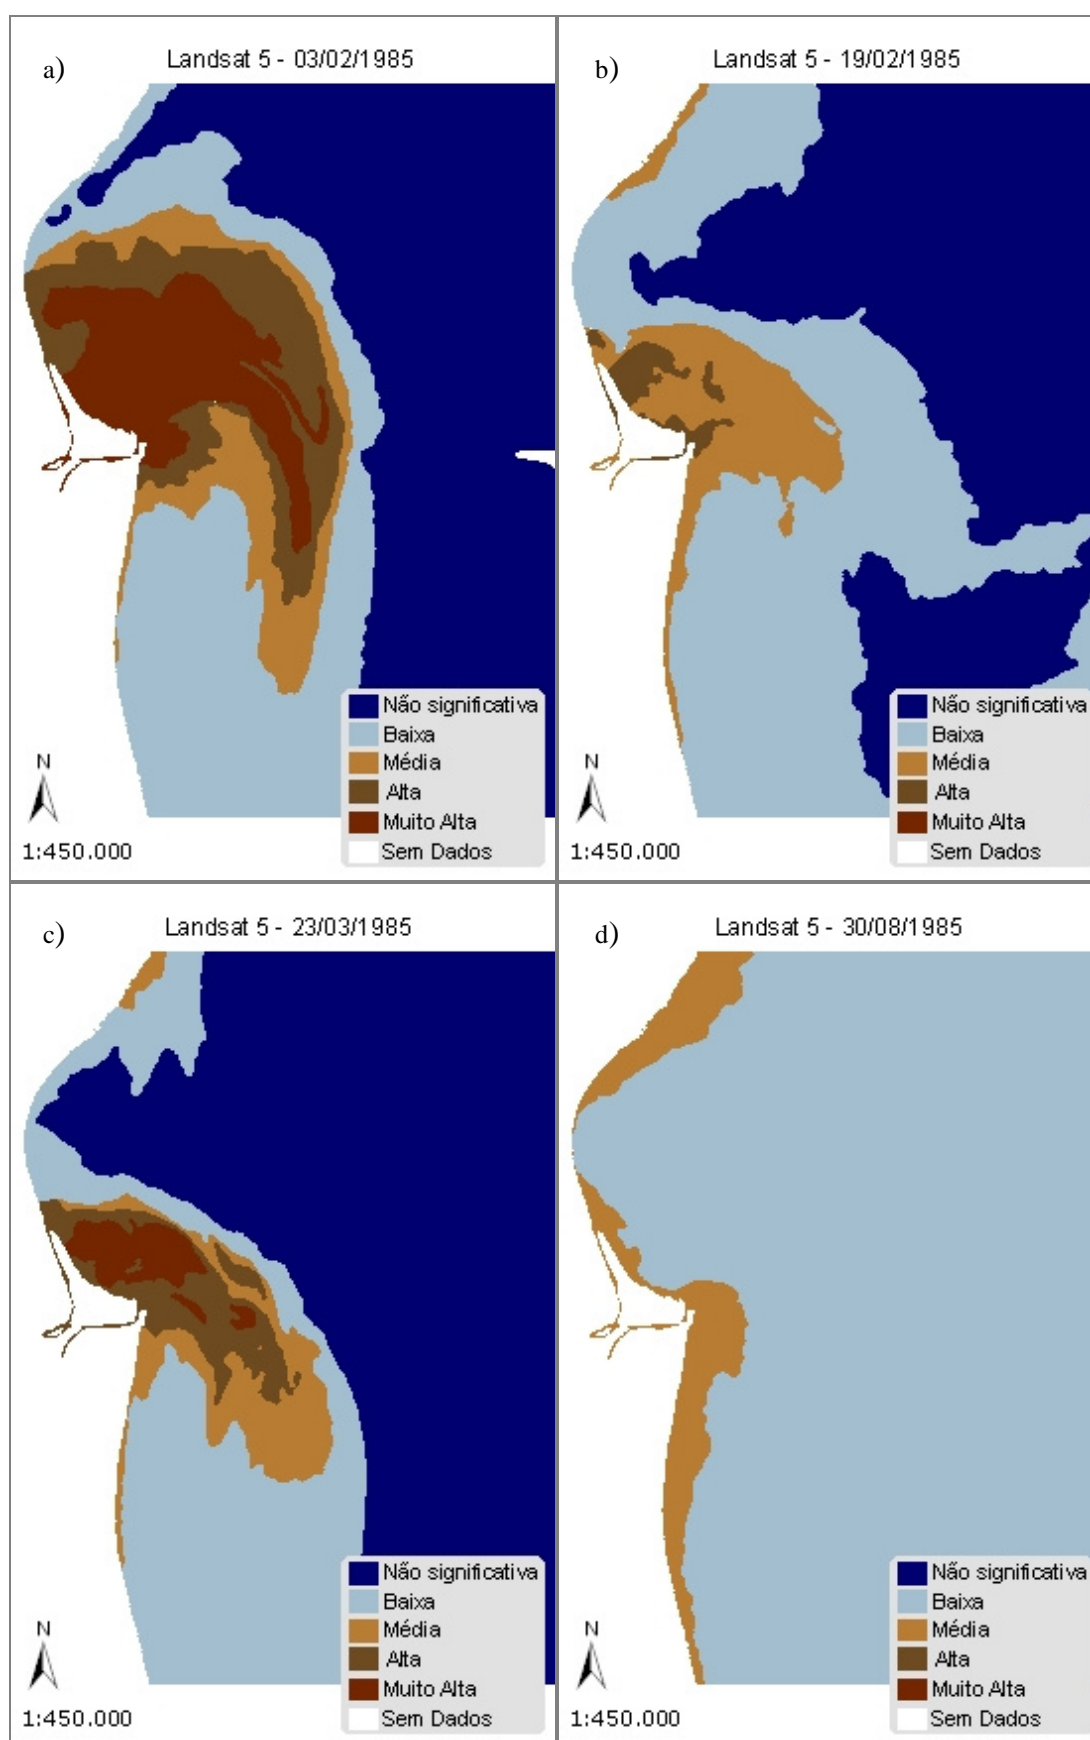 a)
Landsat 5 - 03/02/1985
Não significativa
Baixa
Média
Alta
Muito Alta
Sem Dados
N
1:450.000
b)
Landsat 5 - 19/02/1985
Não significativa
Baixa
Média
Alta
Muito Alta
Sem Dados
N
1:450.000
c)
Landsat 5 - 23/03/1985
Não significativa
Baixa
Média
Alta
Muito Alta
Sem Dados
N
1:450.000
d)
Landsat 5 - 30/08/1985
Não significativa
Baixa
Média
Alta
Muito Alta
Sem Dados
N
1:450.000